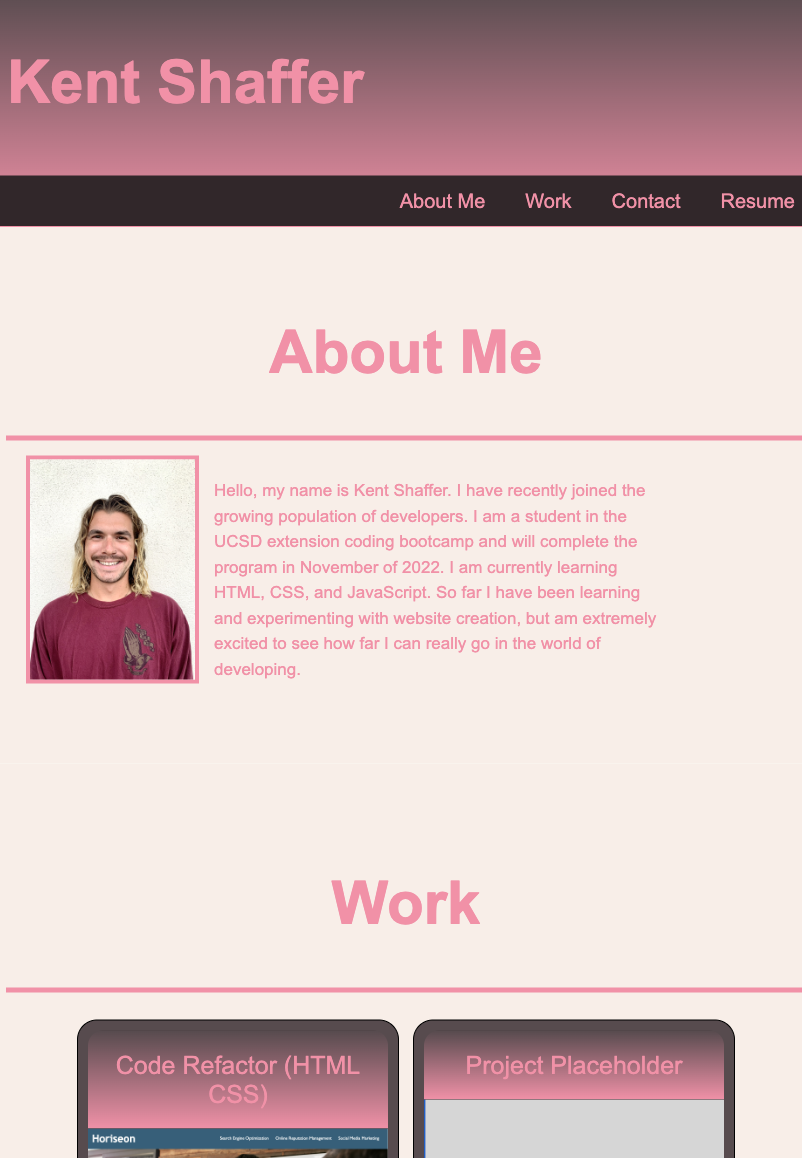 Kent Shaffer
About Me Work Contact Resume
About Me
Hello, my name is Kent Shaffer. I have recently joined the
growing population of developers. I am a student in the
UCSD extension coding bootcamp and will complete the
program in November of 2022. I am currently learning
HTML, CSS, and JavaScript. So far I have been learning
and experimenting with website creation, but am extremely
excited to see how far I can really go in the world of
developing.
Work
Code Refactor (HTML
CSS)
Project Placeholder
Horiseon Search Engine Optimization Online Reputation Management Social Media Marketing